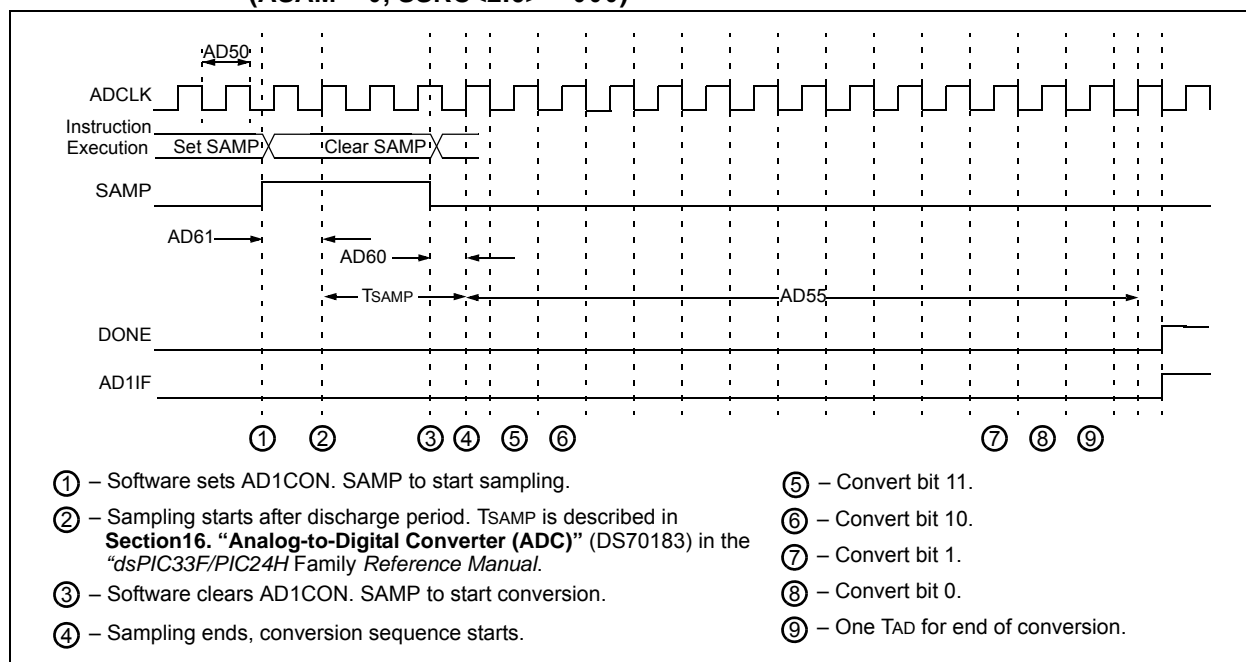 (ASAM = 0, SSRC<2:0> = 000)
AD50
ADCLK
Instruction
Execution
Set SAMP
Clear SAMP
SAMP
AD61
AD60
TSAMP
AD55
DONE
AD1IF
1 2 3 4 5 6 7 8 9
1 – Software sets AD1CON. SAMP to start sampling.
2 – Sampling starts after discharge period. TSAMP is described in
Section16. “Analog-to-Digital Converter (ADC)” (DS70183) in the
“dsPIC33F/PIC24H Family Reference Manual.
3 – Software clears AD1CON. SAMP to start conversion.
4 – Sampling ends, conversion sequence starts.
5 – Convert bit 11.
6 – Convert bit 10.
7 – Convert bit 1.
8 – Convert bit 0.
9 – One TAD for end of conversion.